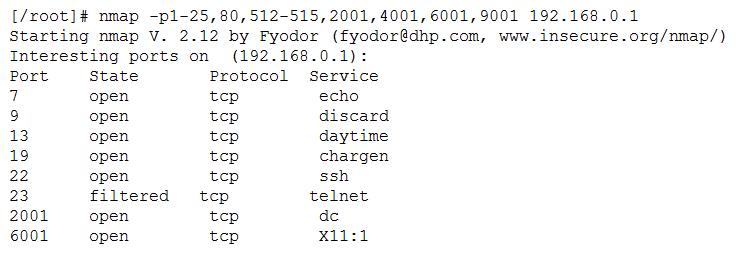 [/root]# nmap -p1-25,80,512-515,2001,4001,6001,9001 192.168.0.1
Starting nmap V. 2.12 by Fyodor (fyodor@dhp.com, www.insecure.org/nmap/)
Interesting ports on  (192.168.0.1):
Port    State       Protocol  Service
7       open        tcp        echo
9       open        tcp        discard
13      open        tcp        daytime
19      open        tcp        chargen
22      open        tcp        ssh
23      filtered   tcp        telnet
2001    open        tcp        dc
6001    open        tcp        X11:1